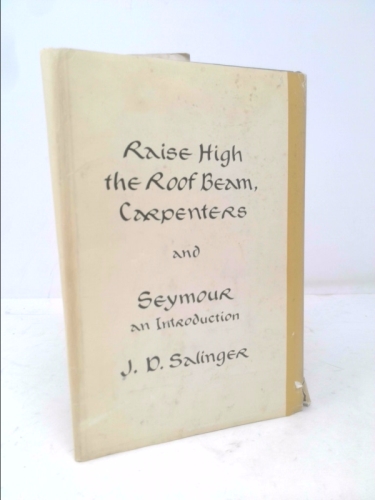 Raise High
the Roof Beam,
Carpenters
and
Seymour
an Introduction
J. D. Salinger